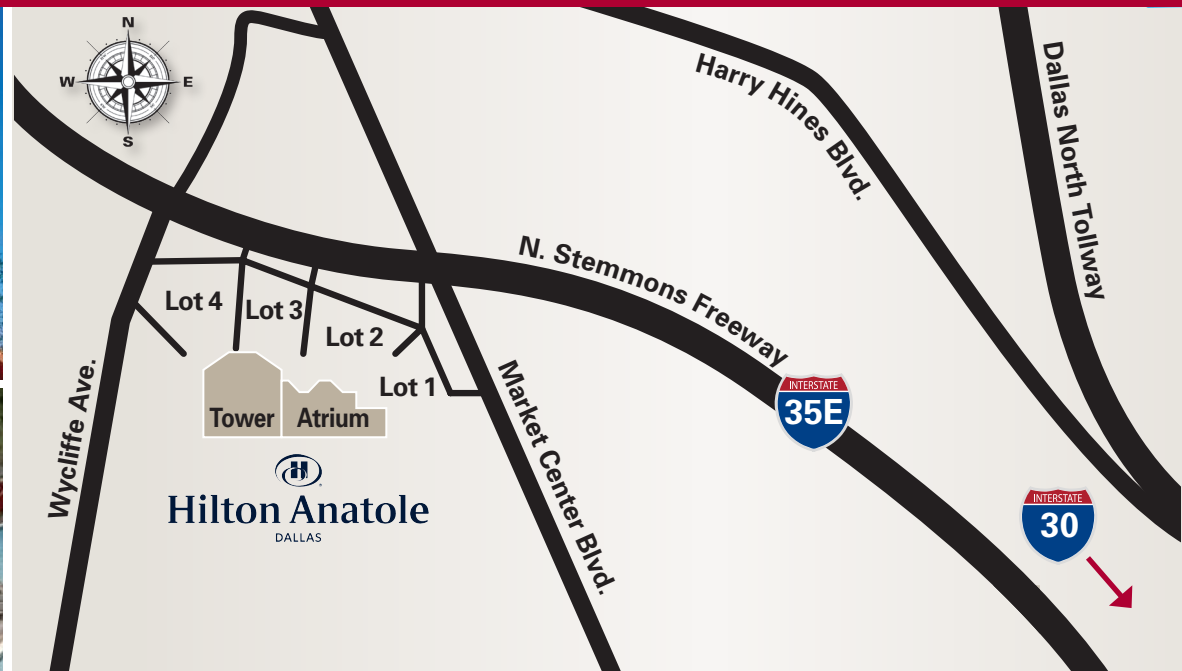 N
W
E
S
Harry Hines Blvd.
Dallas North Tollway
N. Stemmons Freeway
Lot 4
Lot 3
Lot 2
Lot 1
Wycliffe Ave.
Tower
Atrium
Market Center Blvd.
INTERSTATE
35E
H
Hilton Anatole
DALLAS
INTERSTATE
30